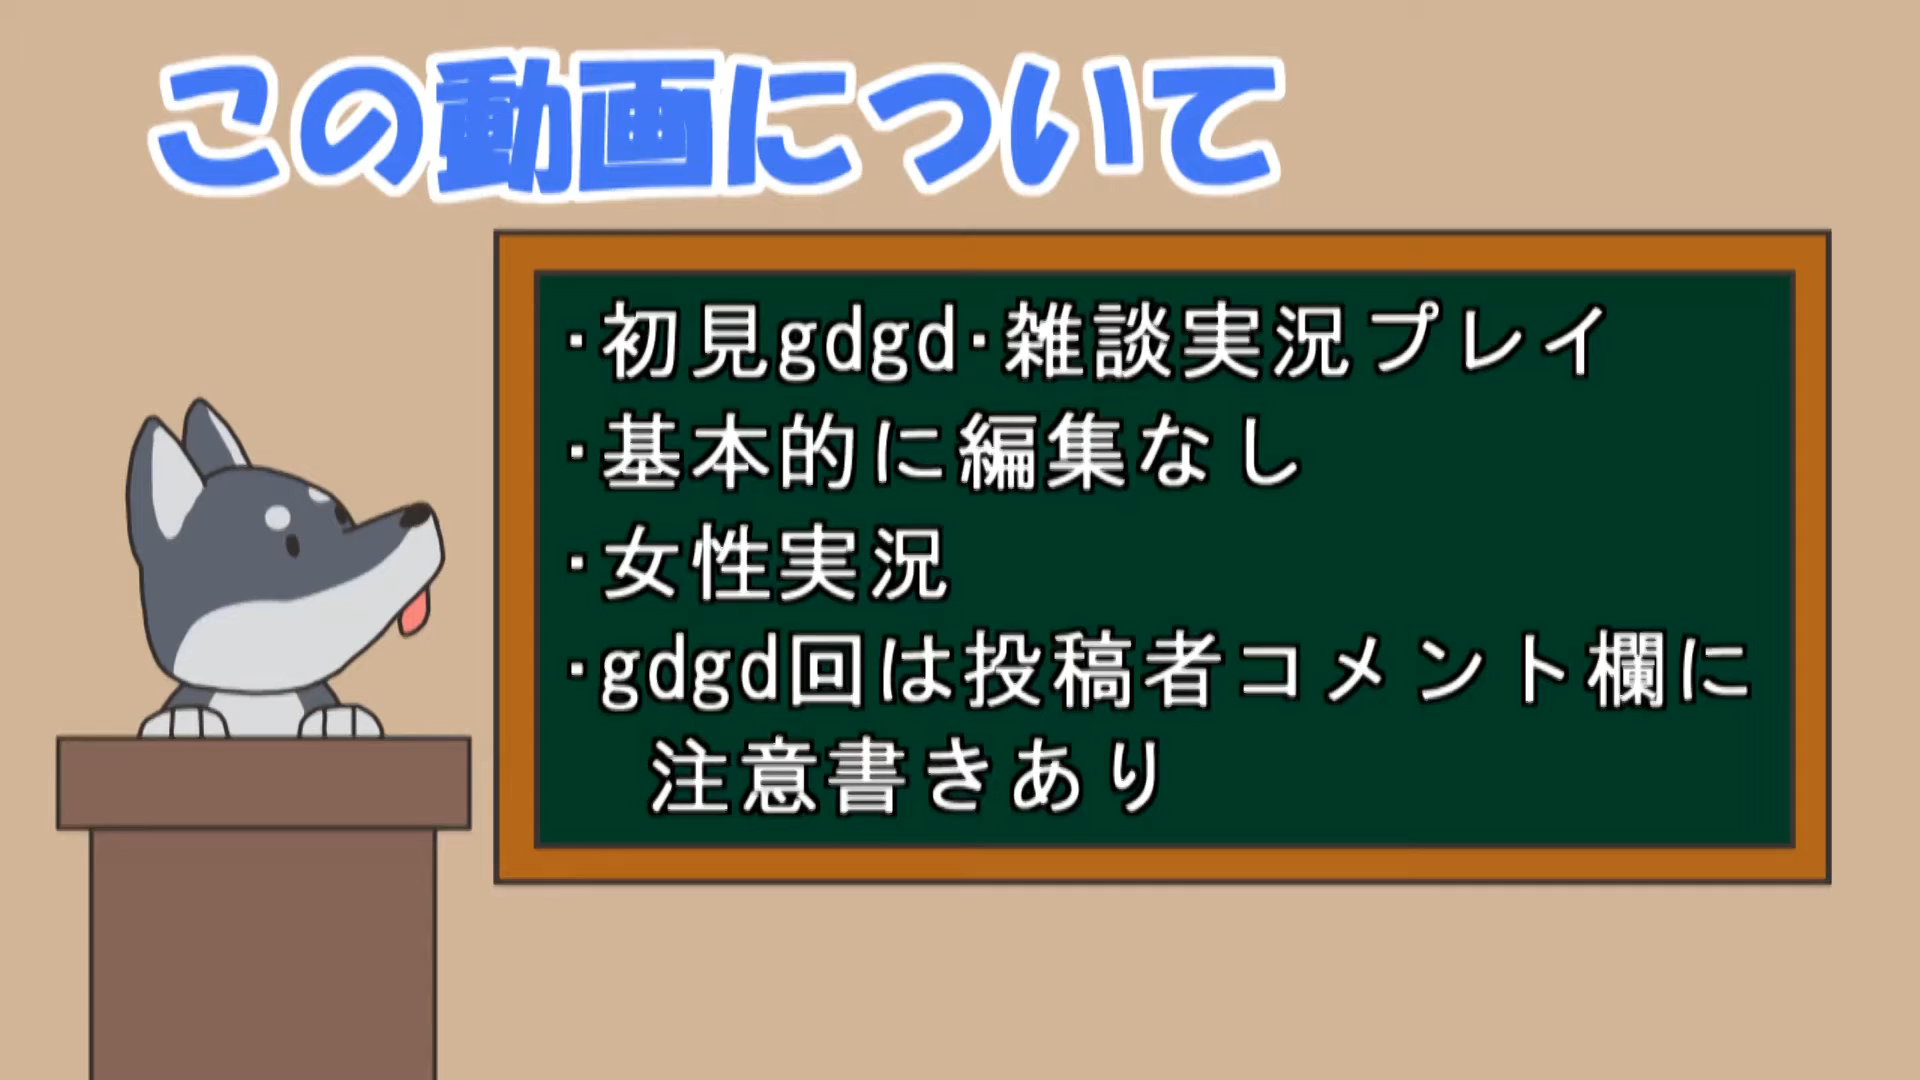 この動画について
・初見gdgd・雑談実況プレイ
・基本的に編集なし
・女性実況
・gdgd回は投稿者コメント欄に
注意書きあり